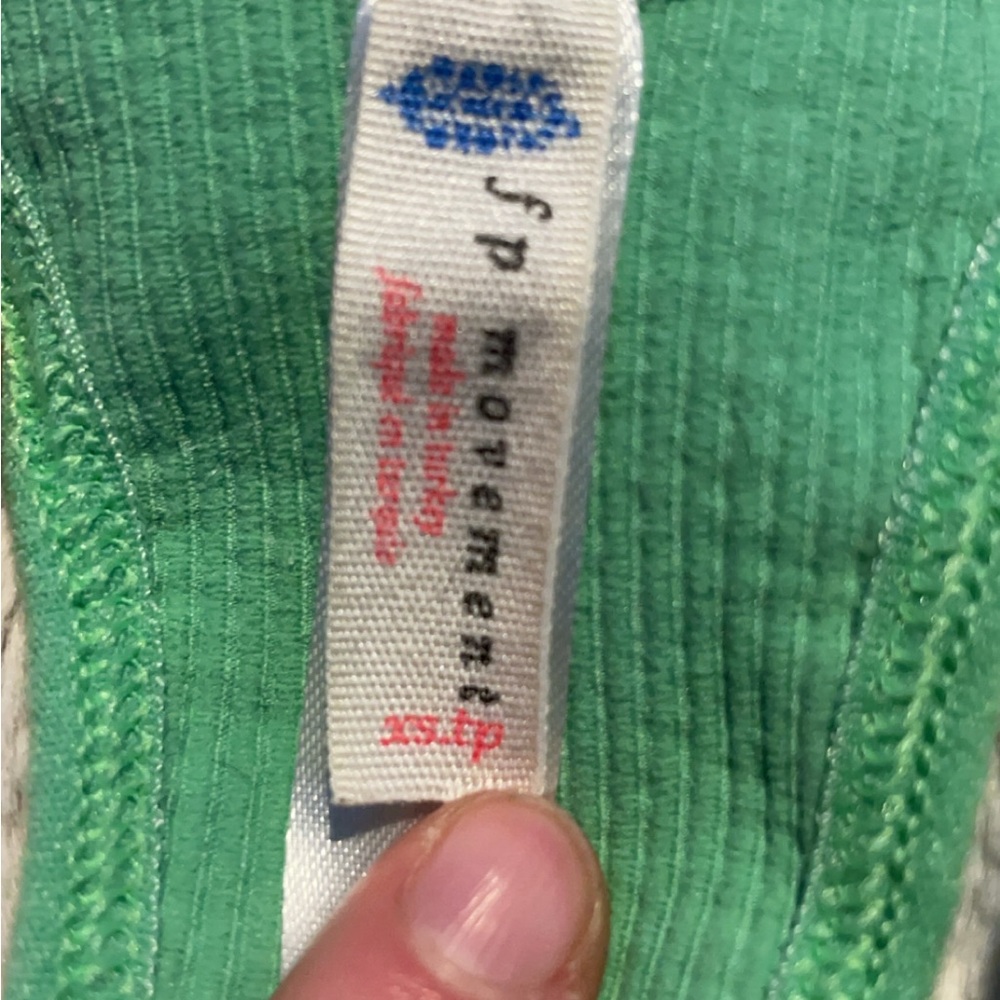 fp movement
made in turkey
fabriqué en turquie
xs.tp